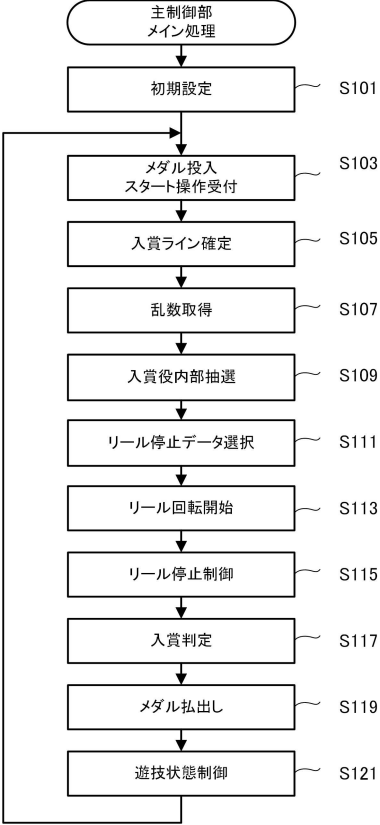 主制御部
メイン処理
初期設定
S101
メダル投入
スタート操作受付
S103
入賞ライン確定
S105
乱数取得
S107
入賞役内部抽選
S109
リール停止データ選択
S111
リール回転開始
S113
リール停止制御
S115
入賞判定
S117
メダル払出し
S119
遊技状態制御
S121